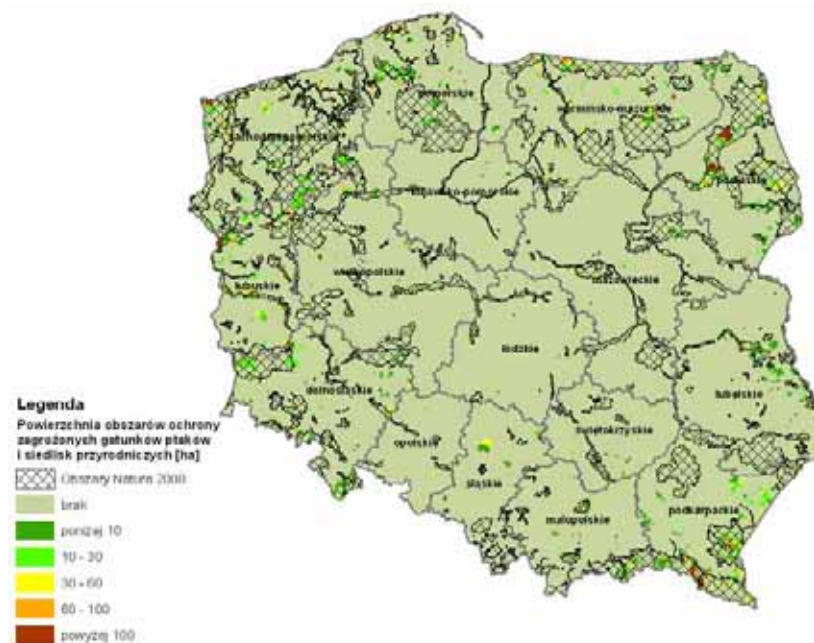 pomorskie
warmińsko-mazurskie
zachodniopomorskie
podlaskie
kujawsko-pomorskie
wielkopolskie
mazowieckie
lubuskie
łódzkie
dolnośląskie
lubelskie
świętokrzyskie
opolskie
śląskie
małopolskie
podkarpackie
Legenda
Powierzchnia obszarów ochrony
zagrożonych gatunków ptaków
i siedlisk przyrodniczych [ha]
Obszary Natura 2000
brak
poniżej 10
10 - 30
30 - 60
60 - 100
powyżej 100